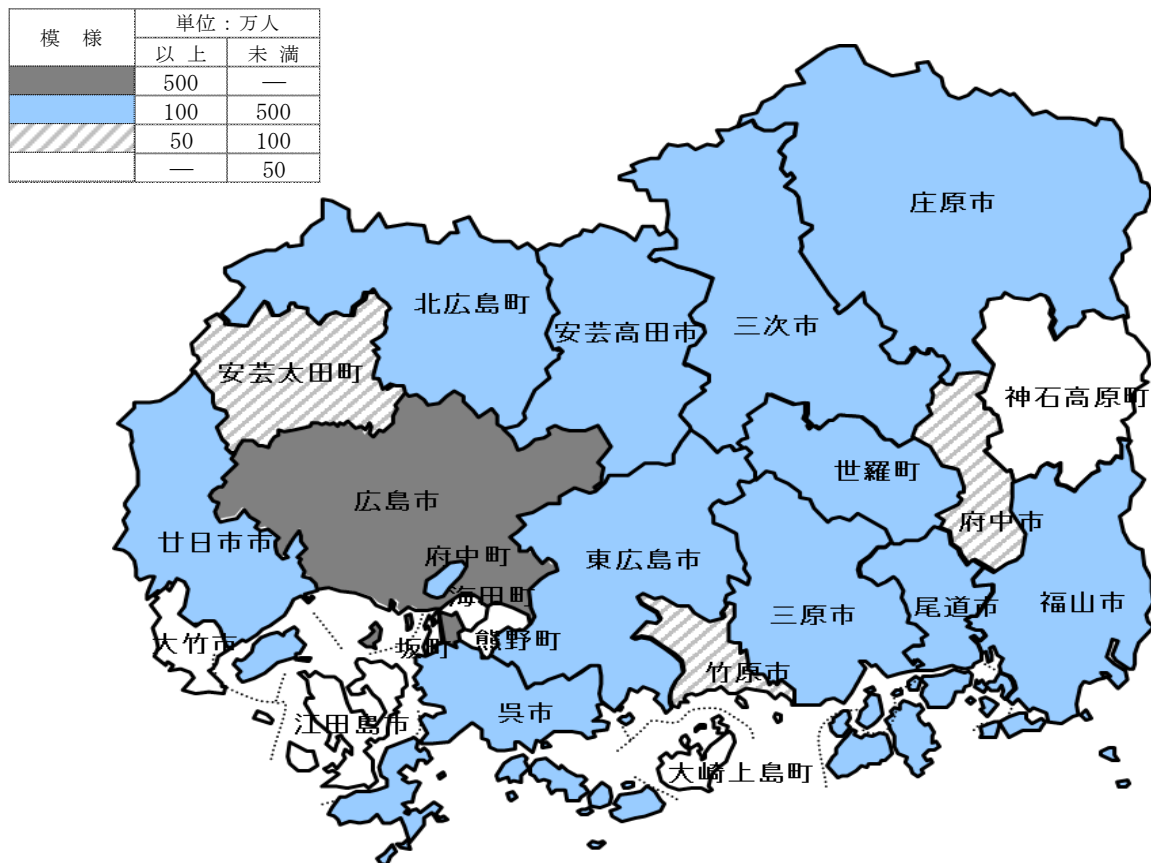 模 様
単位：万人
以 上 未 満
500 —
100 500
50 100
— 50
庄原市
北広島町
安芸高田市
三次市
安芸太田町
神石高原町
世羅町
広島市
府中市
廿日市市
府中町
東広島市
海田町
三原市
尾道市
福山市
大竹市
坂町
熊野町
竹原市
呉市
江田島市
大崎上島町